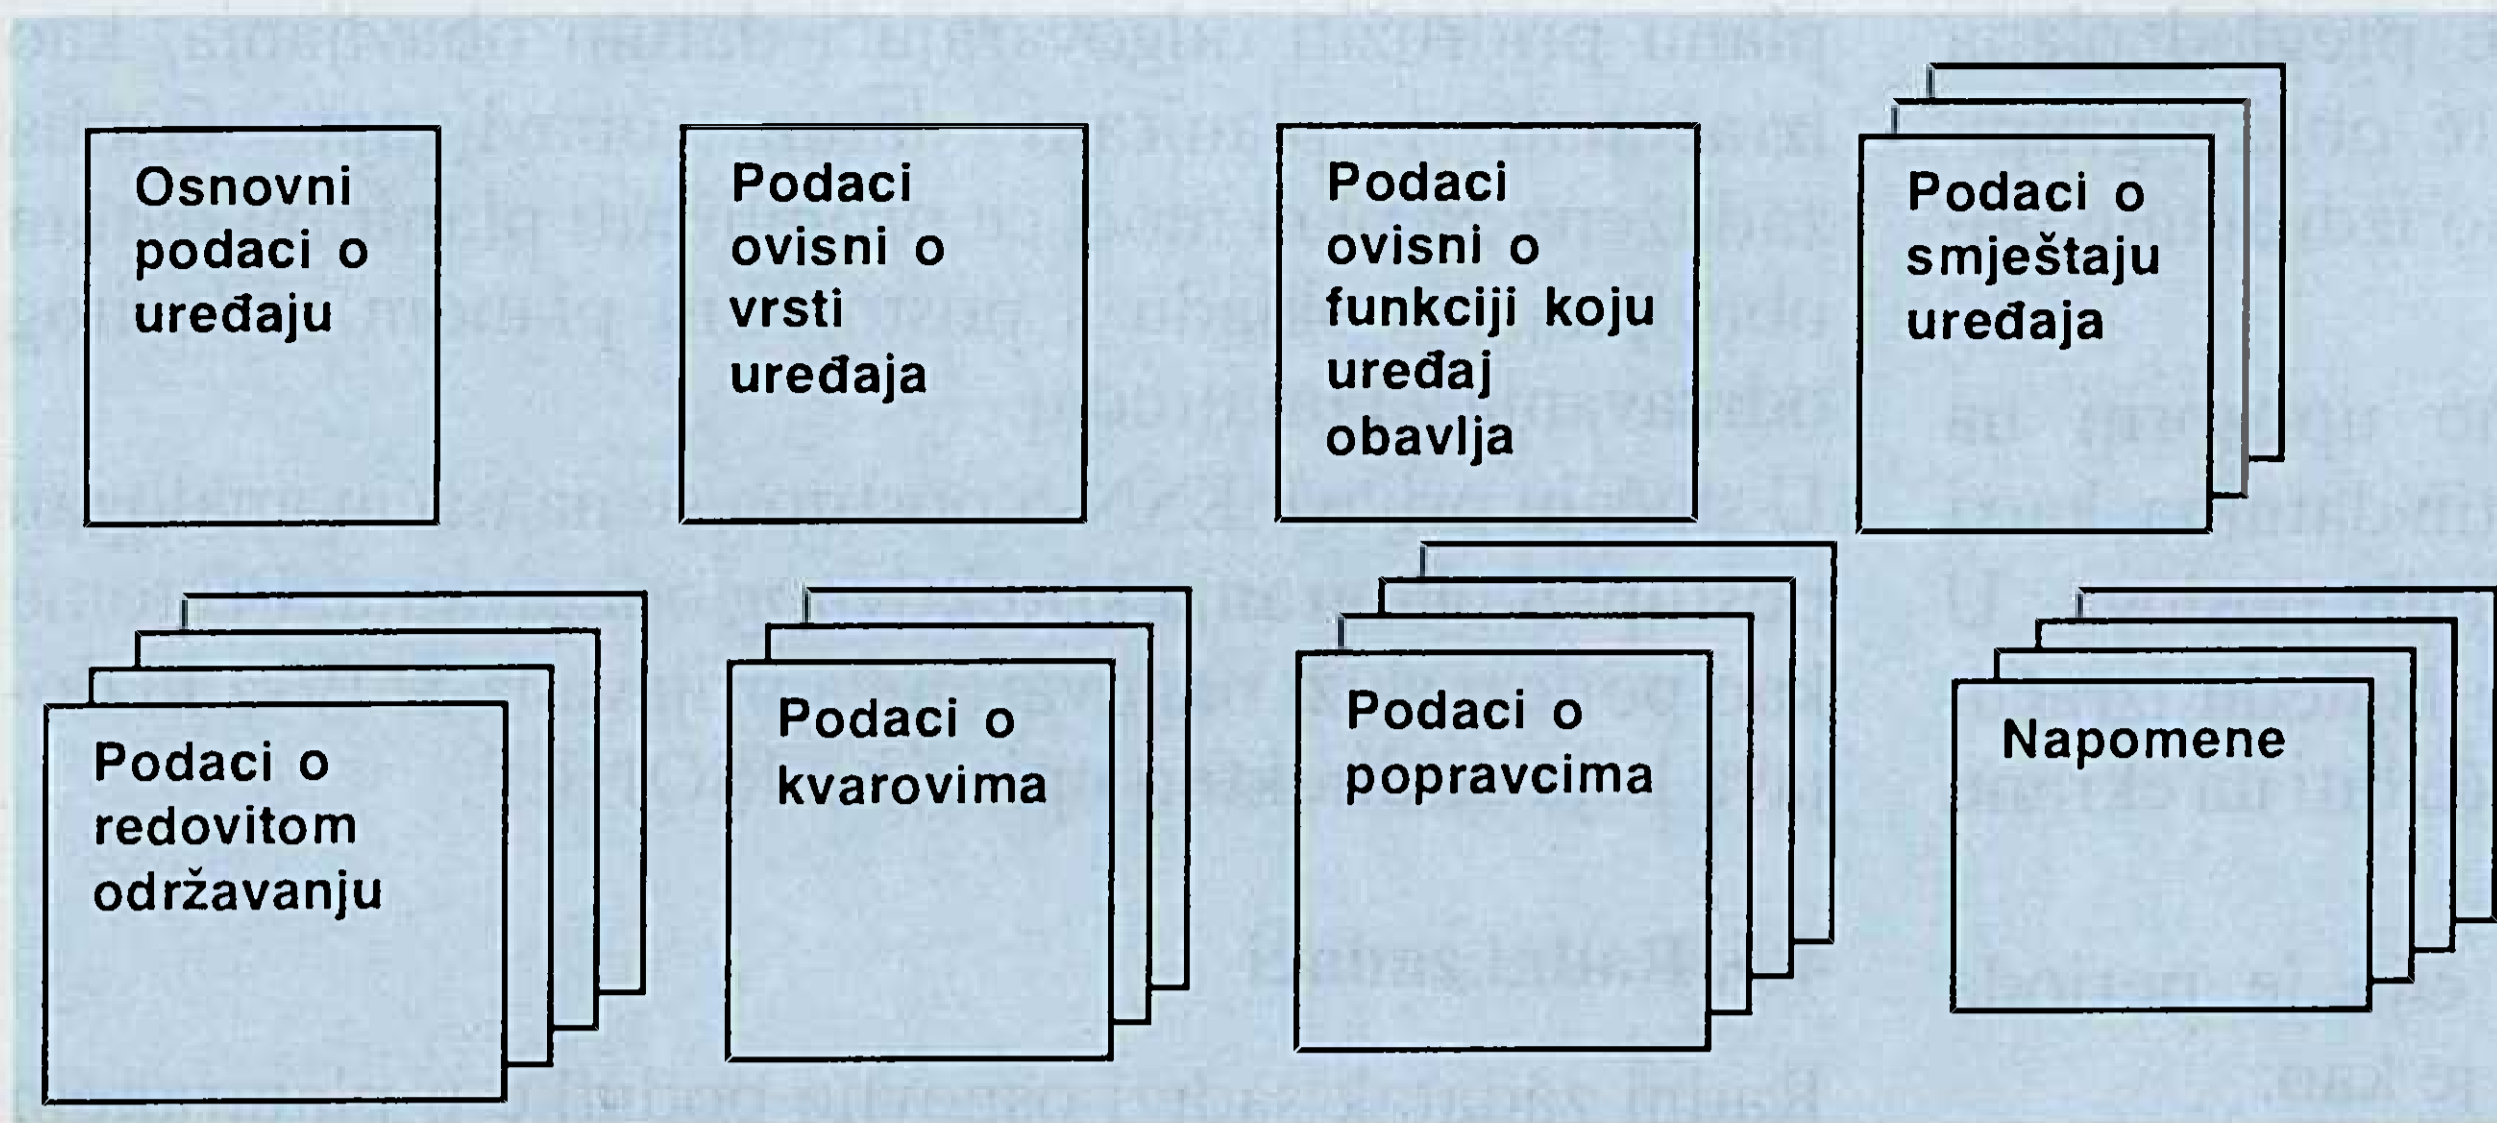 Osnovni
podaci o
uređaju
Podaci
ovisni o
vrsti
uređaja
Podaci
ovisni o
funkciji koju
uređaj
obavlja
Podaci o
smještaju
uređaja
Podaci o
redovitom
održavanju
Podaci o
kvarovima
Podaci o
popravcima
Napomene